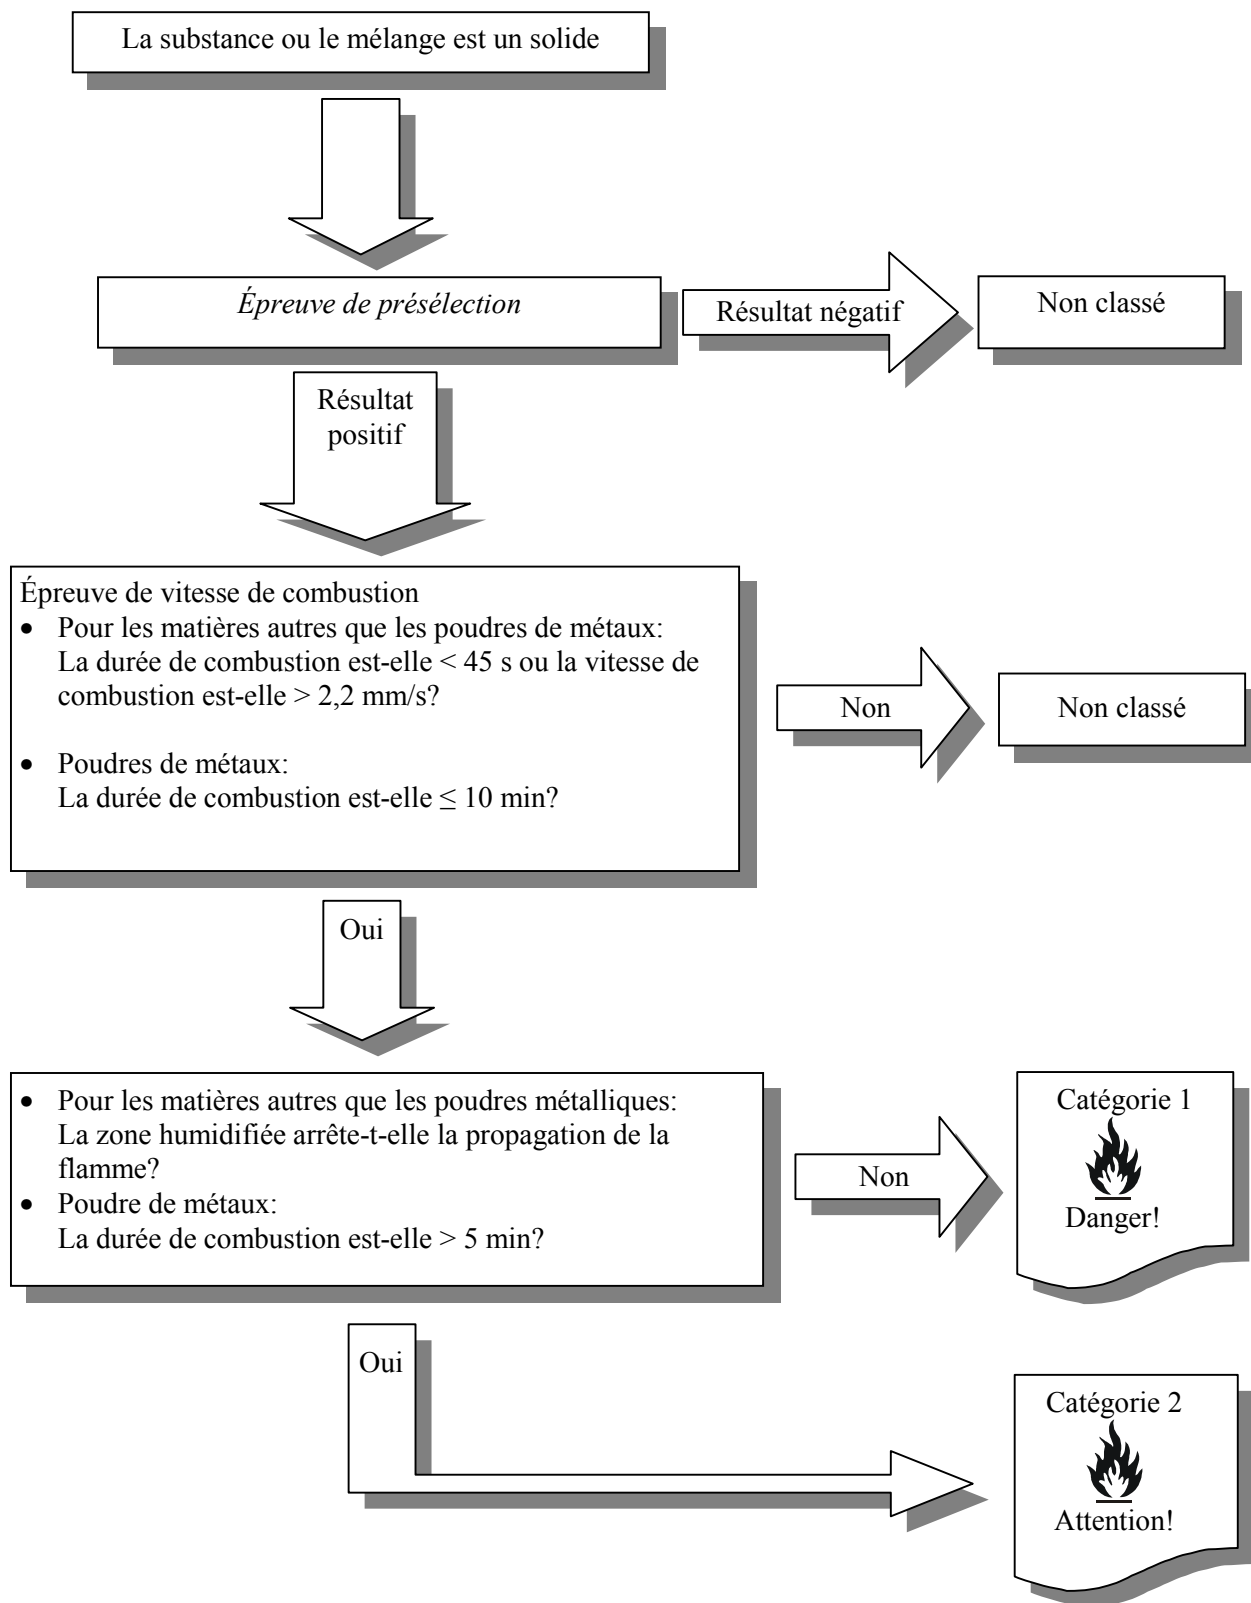 La substance ou le mélange est un solide
Épreuve de présélection
Résultat négatif
Non classé
Résultat
positif
Épreuve de vitesse de combustion
• Pour les matières autres que les poudres de métaux:
La durée de combustion est-elle < 45 s ou la vitesse de
combustion est-elle > 2,2 mm/s?
• Poudres de métaux:
La durée de combustion est-elle ≤ 10 min?
Non
Non classé
Oui
• Pour les matières autres que les poudres métalliques:
La zone humidifiée arrête-t-elle la propagation de la
flamme?
• Poudre de métaux:
La durée de combustion est-elle > 5 min?
Non
Catégorie 1
Danger!
Oui
Catégorie 2
Attention!